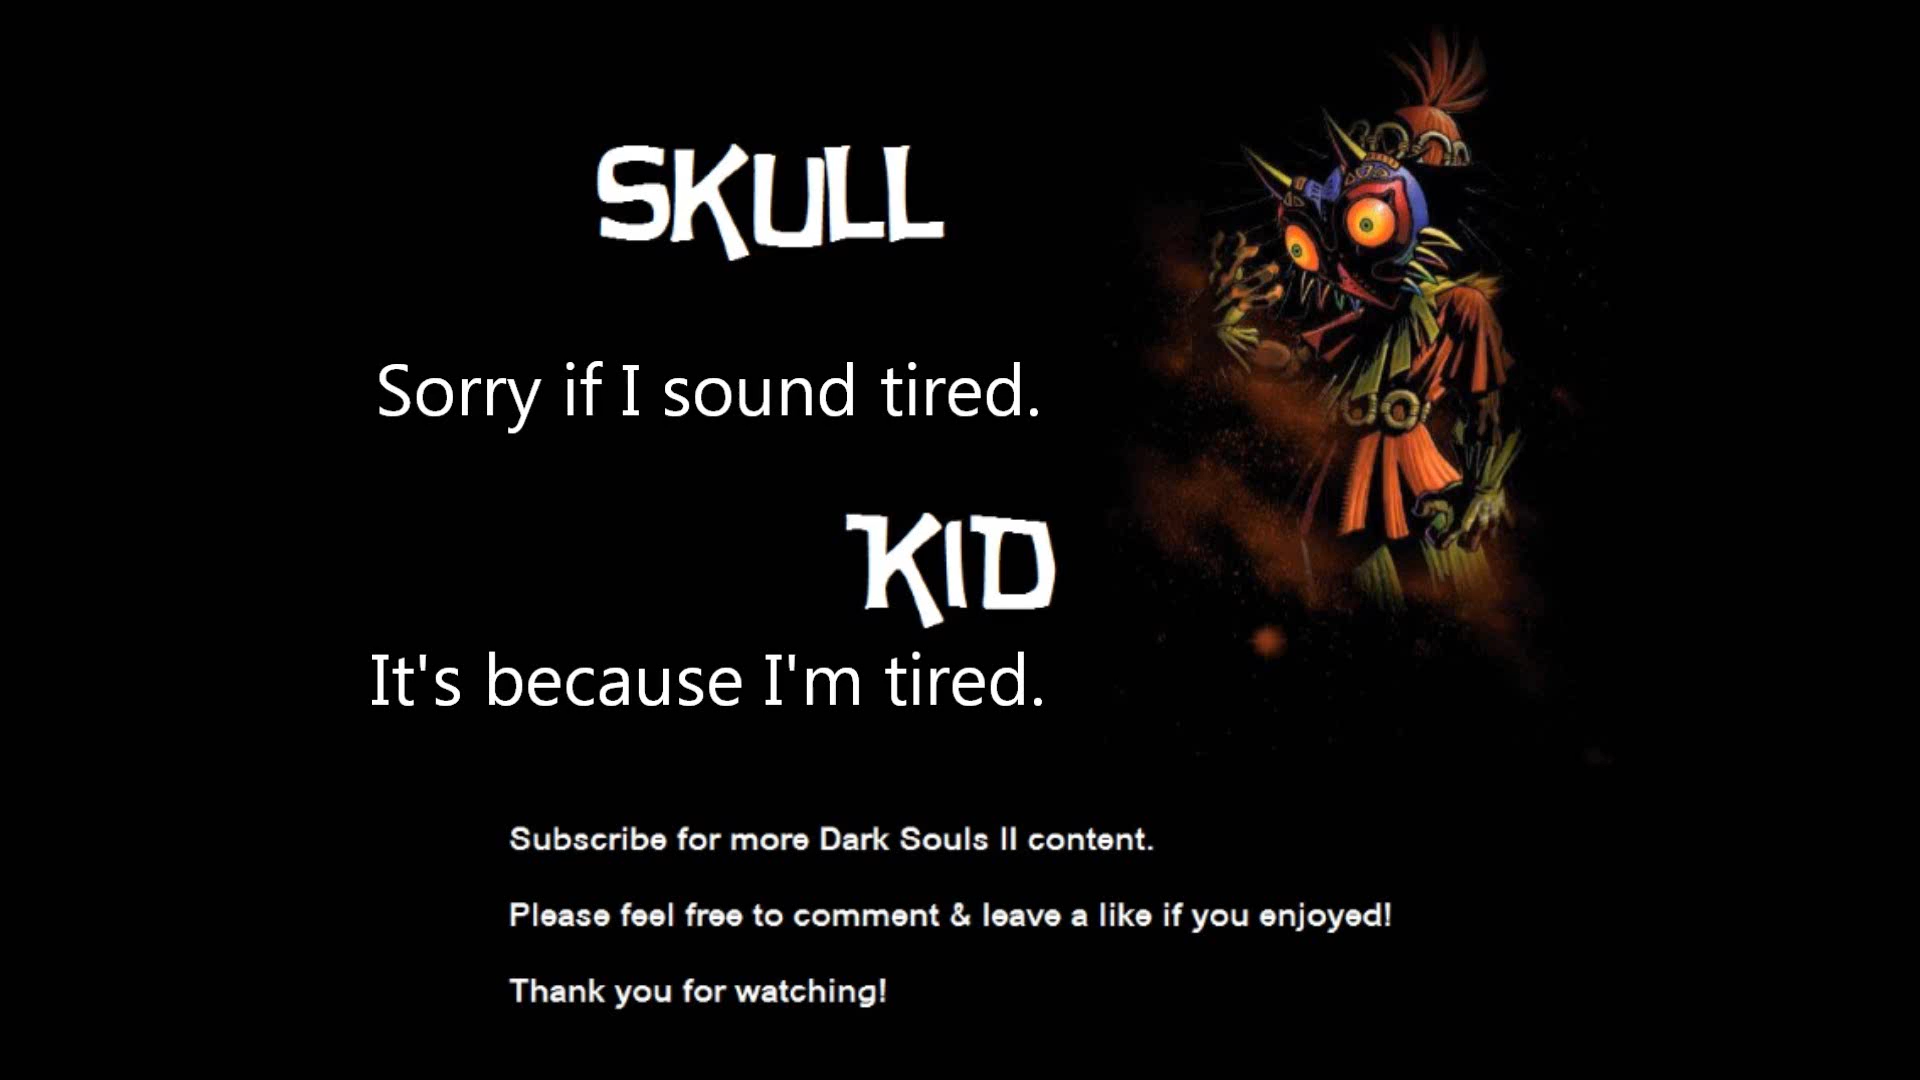 SKULL
Sorry if I sound tired.
KID
It's because I'm tired.
Subscribe for more Dark Souls II content.
Please feel free to comment & leave a like if you enjoyed!
Thank you for watching!